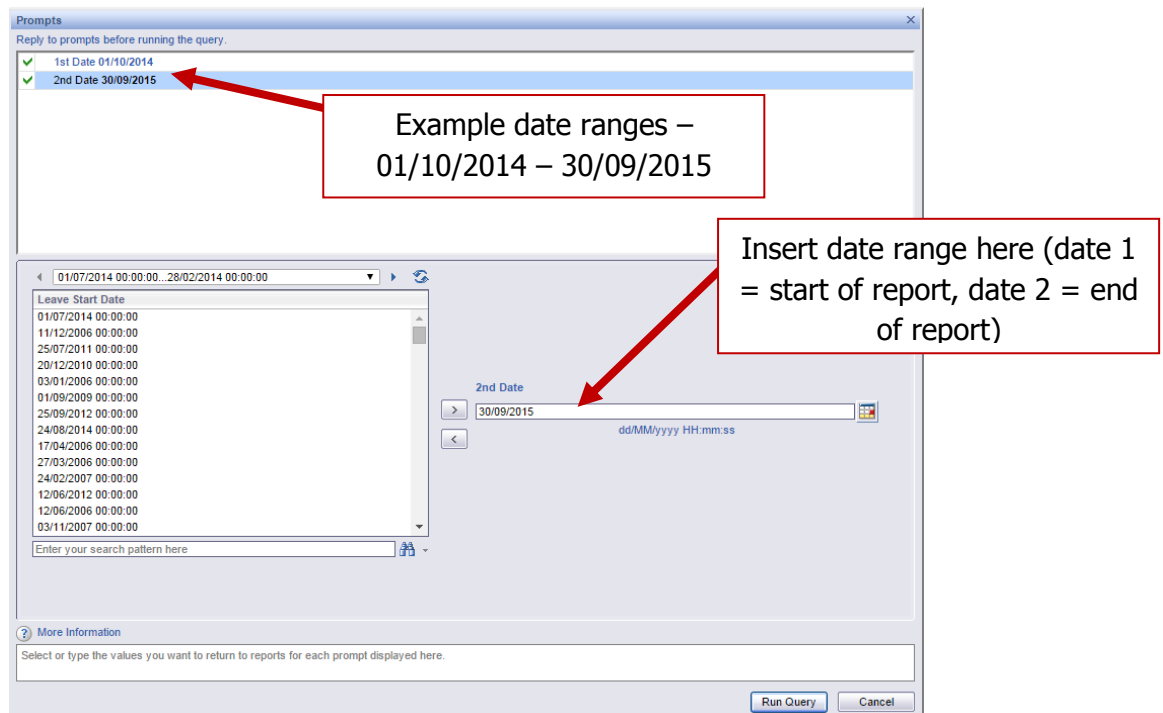 Prompts
Reply to prompts before running the query.
1st Date 01/10/2014
2nd Date 30/09/2015
Example date ranges –
01/10/2014 – 30/09/2015
Insert date range here (date 1
= start of report, date 2 = end
of report)
01/07/2014 00:00:00...28/02/2014 00:00:00
Leave Start Date
01/07/2014 00:00:00
11/12/2006 00:00:00
25/07/2011 00:00:00
20/12/2010 00:00:00
03/01/2006 00:00:00
01/09/2009 00:00:00
25/09/2012 00:00:00
24/08/2014 00:00:00
17/04/2006 00:00:00
27/03/2006 00:00:00
24/02/2007 00:00:00
12/06/2012 00:00:00
12/06/2006 00:00:00
03/11/2007 00:00:00
Enter your search pattern here
2nd Date
>
30/09/2015
<
dd/MM/yyyy HH:mm:ss
? More Information
Select or type the values you want to return to reports for each prompt displayed here.
Run Query
Cancel